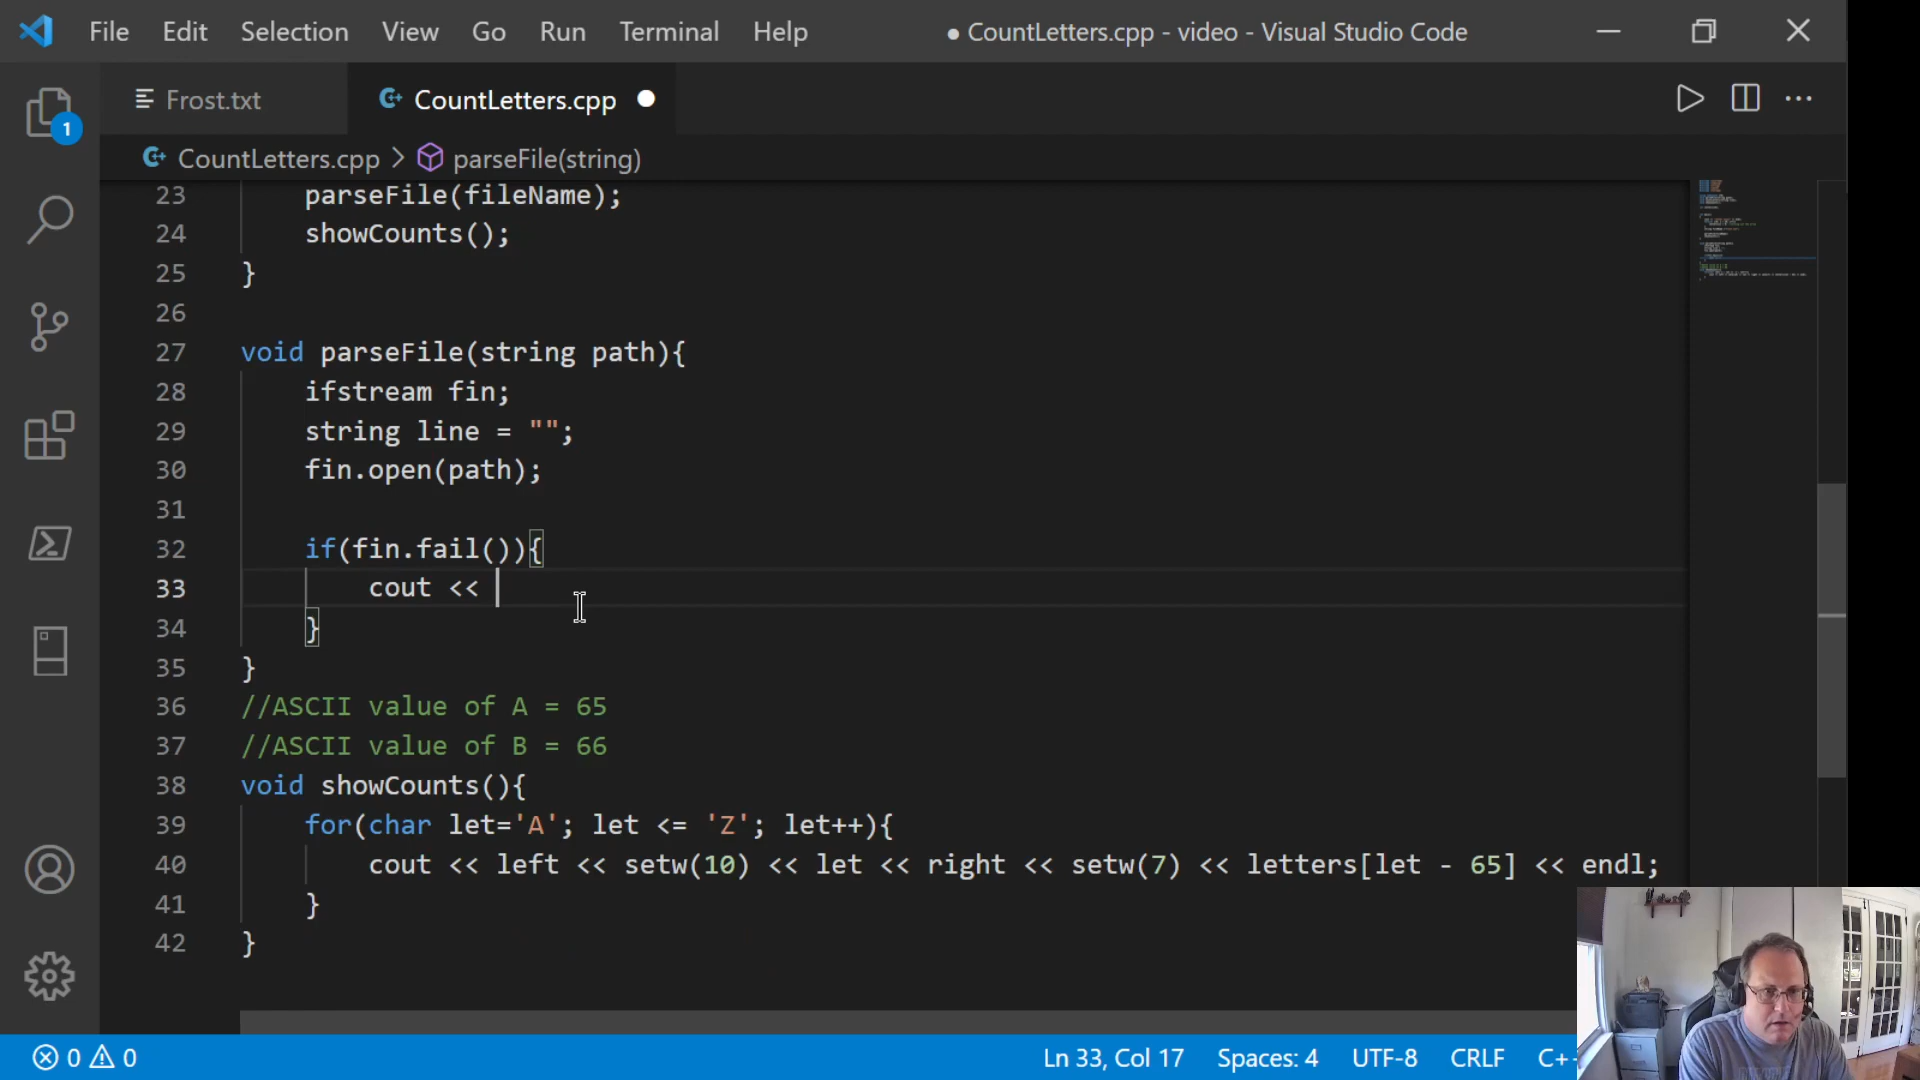 File Edit Selection View Go Run Terminal Help ● CountLetters.cpp - video - Visual Studio Code
Frost.txt CountLetters.cpp
CountLetters.cpp > parseFile(string)
1
23 parseFile(fileName);
24 showCounts();
25 }
26
27 void parseFile(string path){
28 ifstream fin;
29 string line = "";
30 fin.open(path);
31
32 if(fin.fail()){
33 cout <<
34 }
35 }
36 //ASCII value of A = 65
37 //ASCII value of B = 66
38 void showCounts(){
39 for(char let='A'; let <= 'Z'; let++){
40 cout << left << setw(10) << let << right << setw(7) << letters[let - 65] << endl;
41 }
42 }
0 0 Ln 33, Col 17 Spaces: 4 UTF-8 CRLF C+